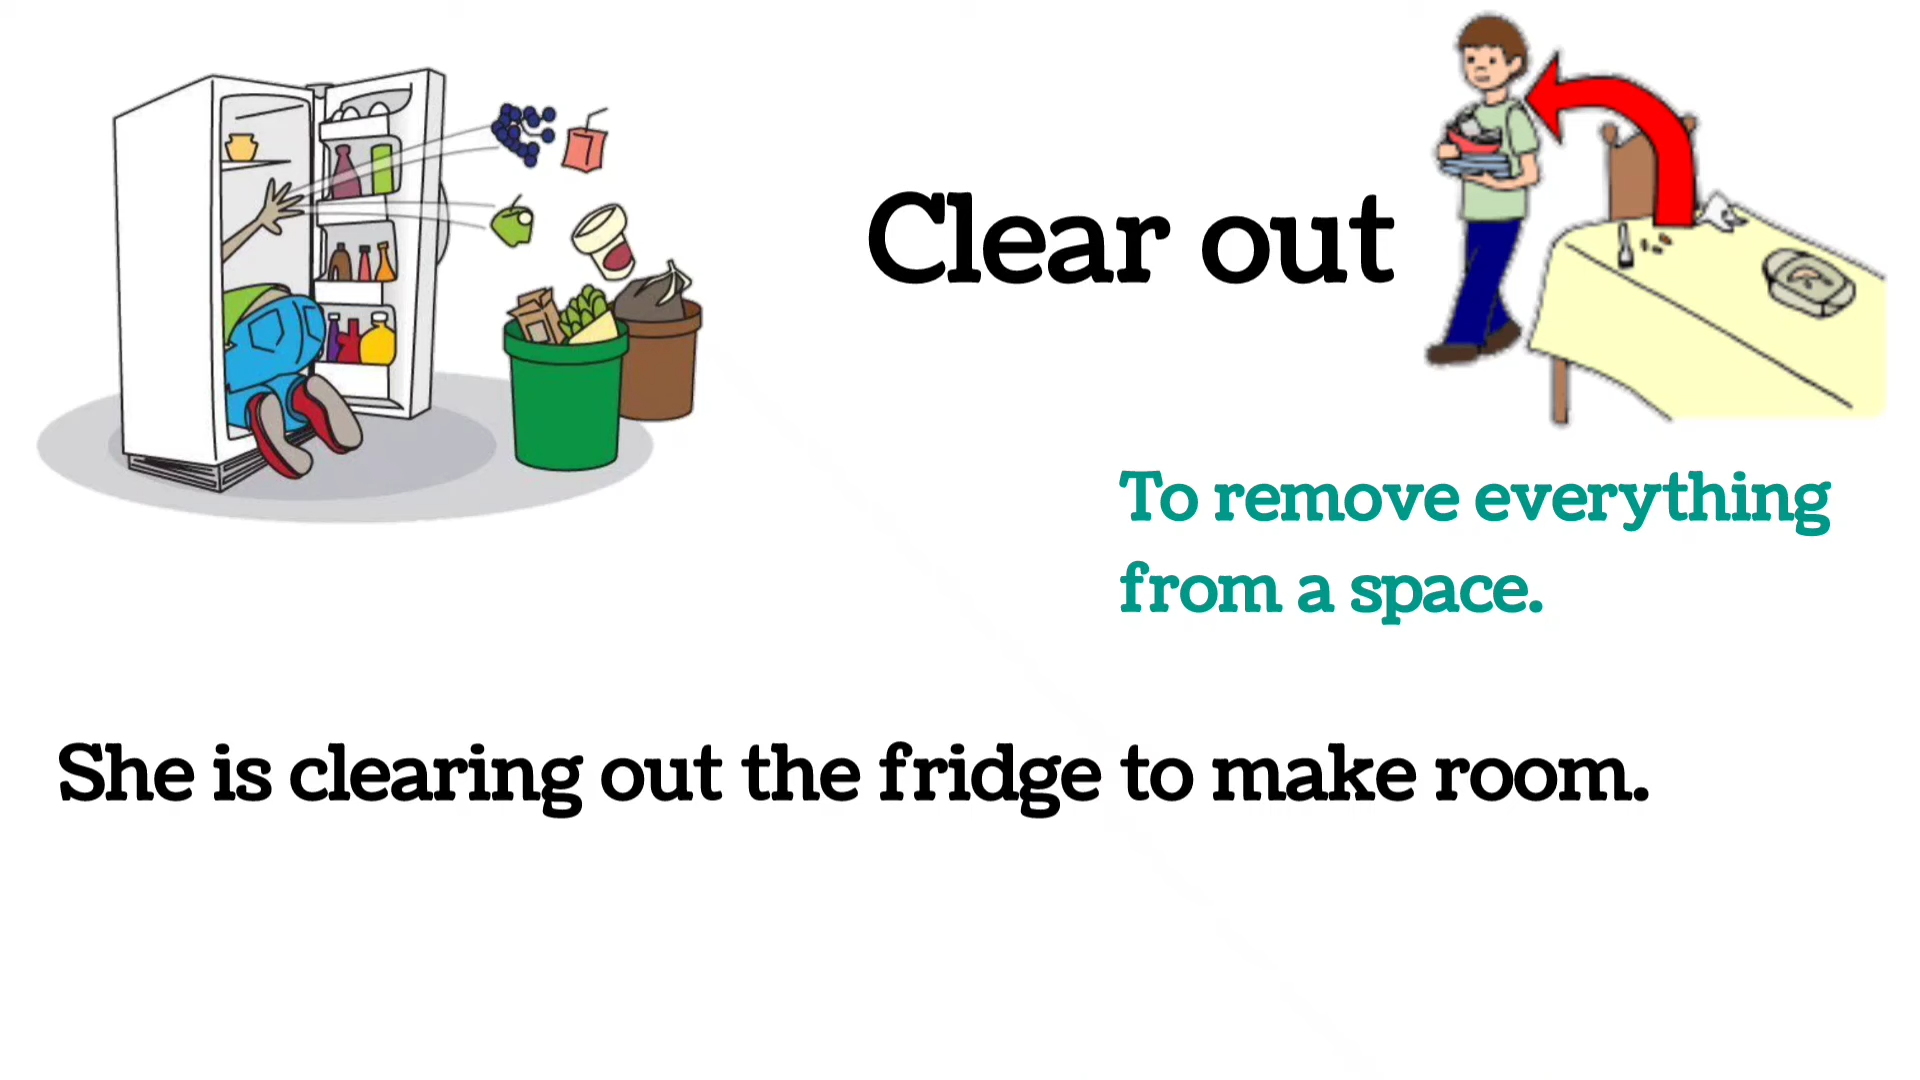 Clear out
To remove everything
from a space.
She is clearing out the fridge to make room.